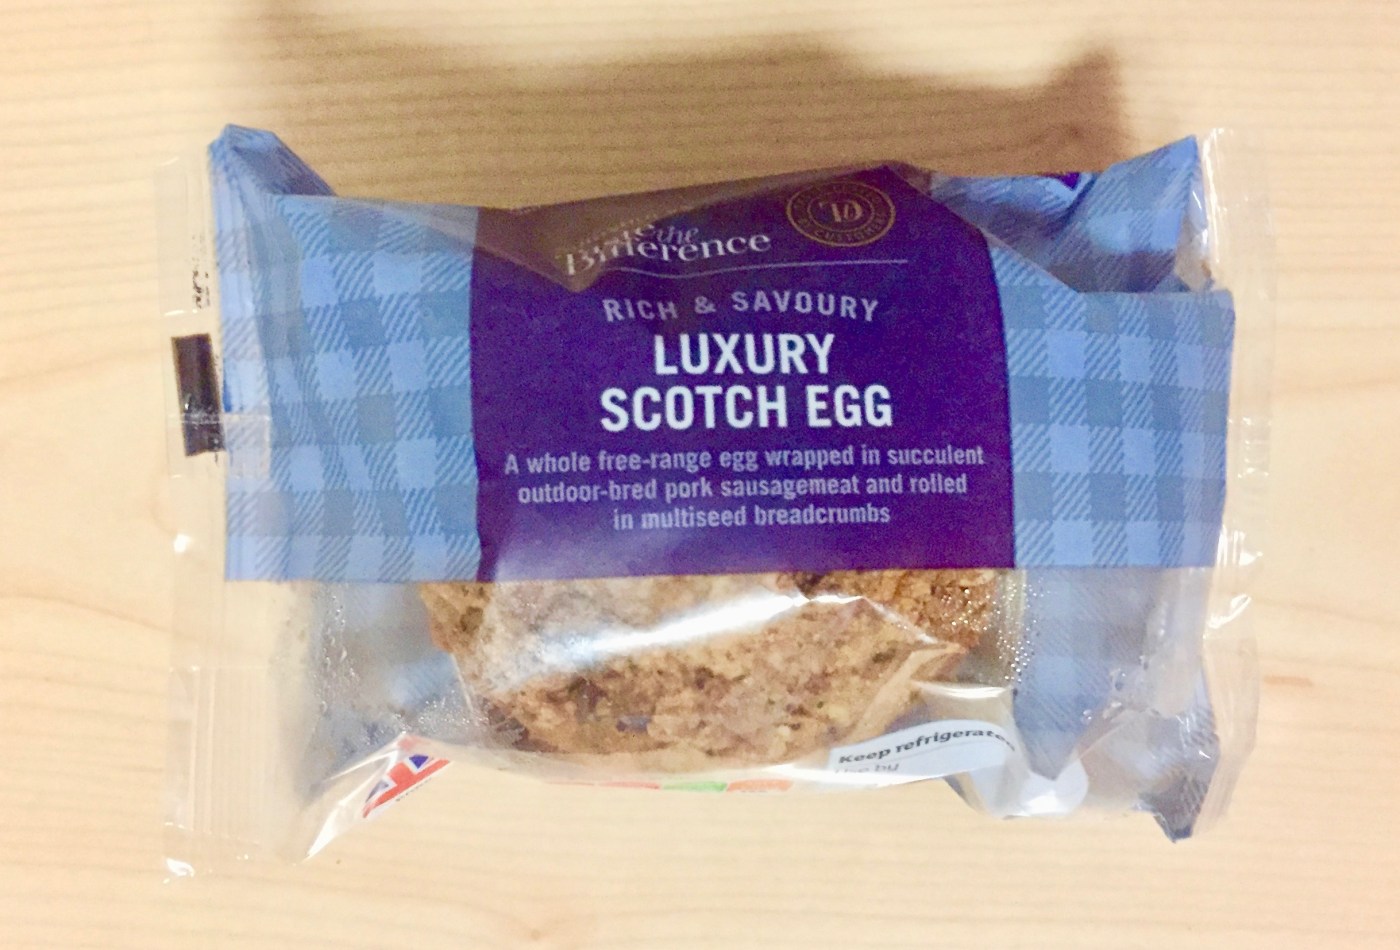 the
Difference
RICH & SAVOURY
LUXURY
SCOTCH EGG
A whole free-range egg wrapped in succulent
outdoor-bred pork sausagemeat and rolled
in multiseed breadcrumbs
Keep refrigerated